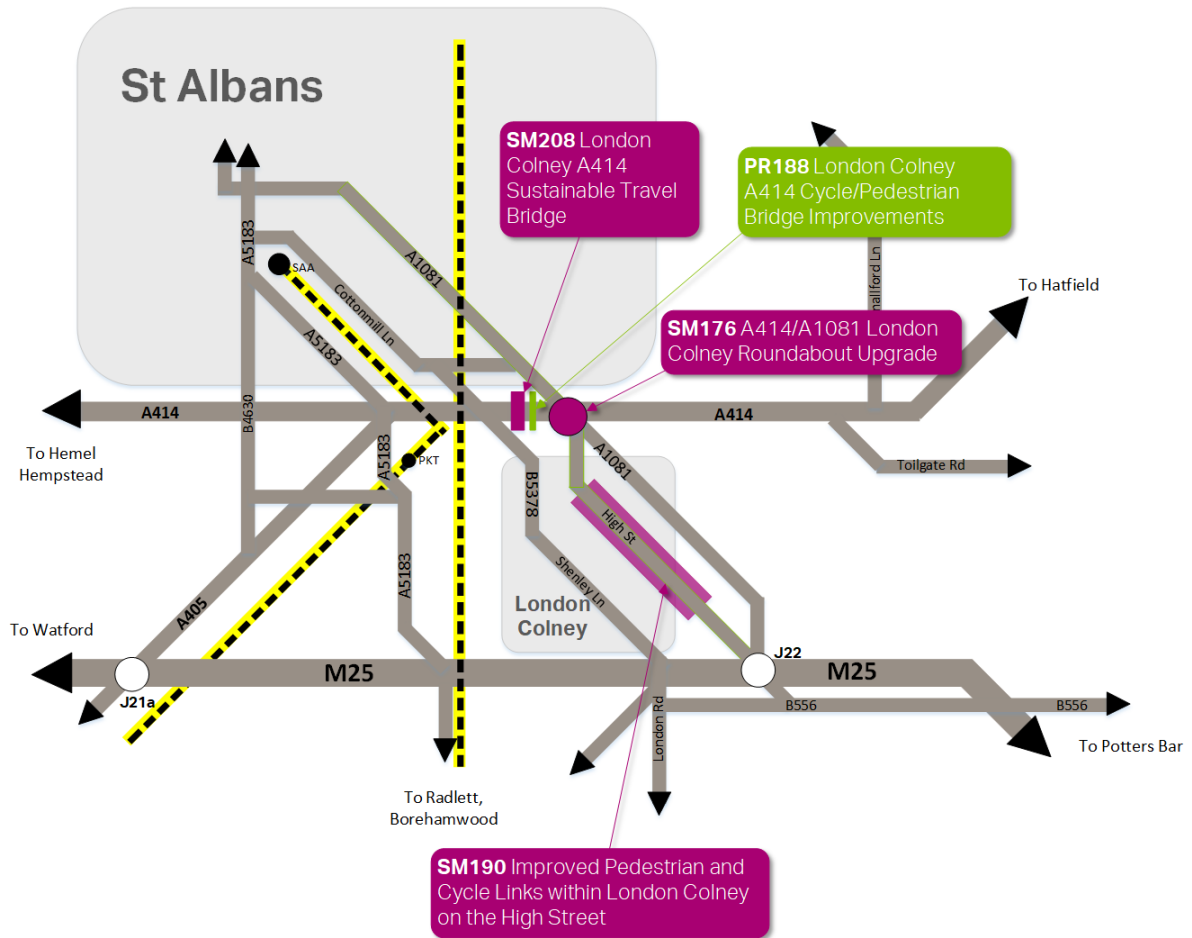 St Albans
SM208 London
Colney A414
Sustainable Travel
Bridge
PR188 London Colney
A414 Cycle/Pedestrian
Bridge Improvements
A5183
SAA
A1081
Cottonmill Ln
A5183
mallford Ln
To Hatfield
SM176 A414/A1081 London
Colney Roundabout Upgrade
A414
B4630
A414
To Hemel
Hempstead
A5183
PKT
A1081
Tollgate Rd
B5378
High St
A5183
Shenley Ln
London
Colney
A405
To Watford
J22
M25
M25
J21a
London Rd
B556
B556
To Potters Bar
To Radlett,
Borehamwood
SM190 Improved Pedestrian and
Cycle Links within London Colney
on the High Street